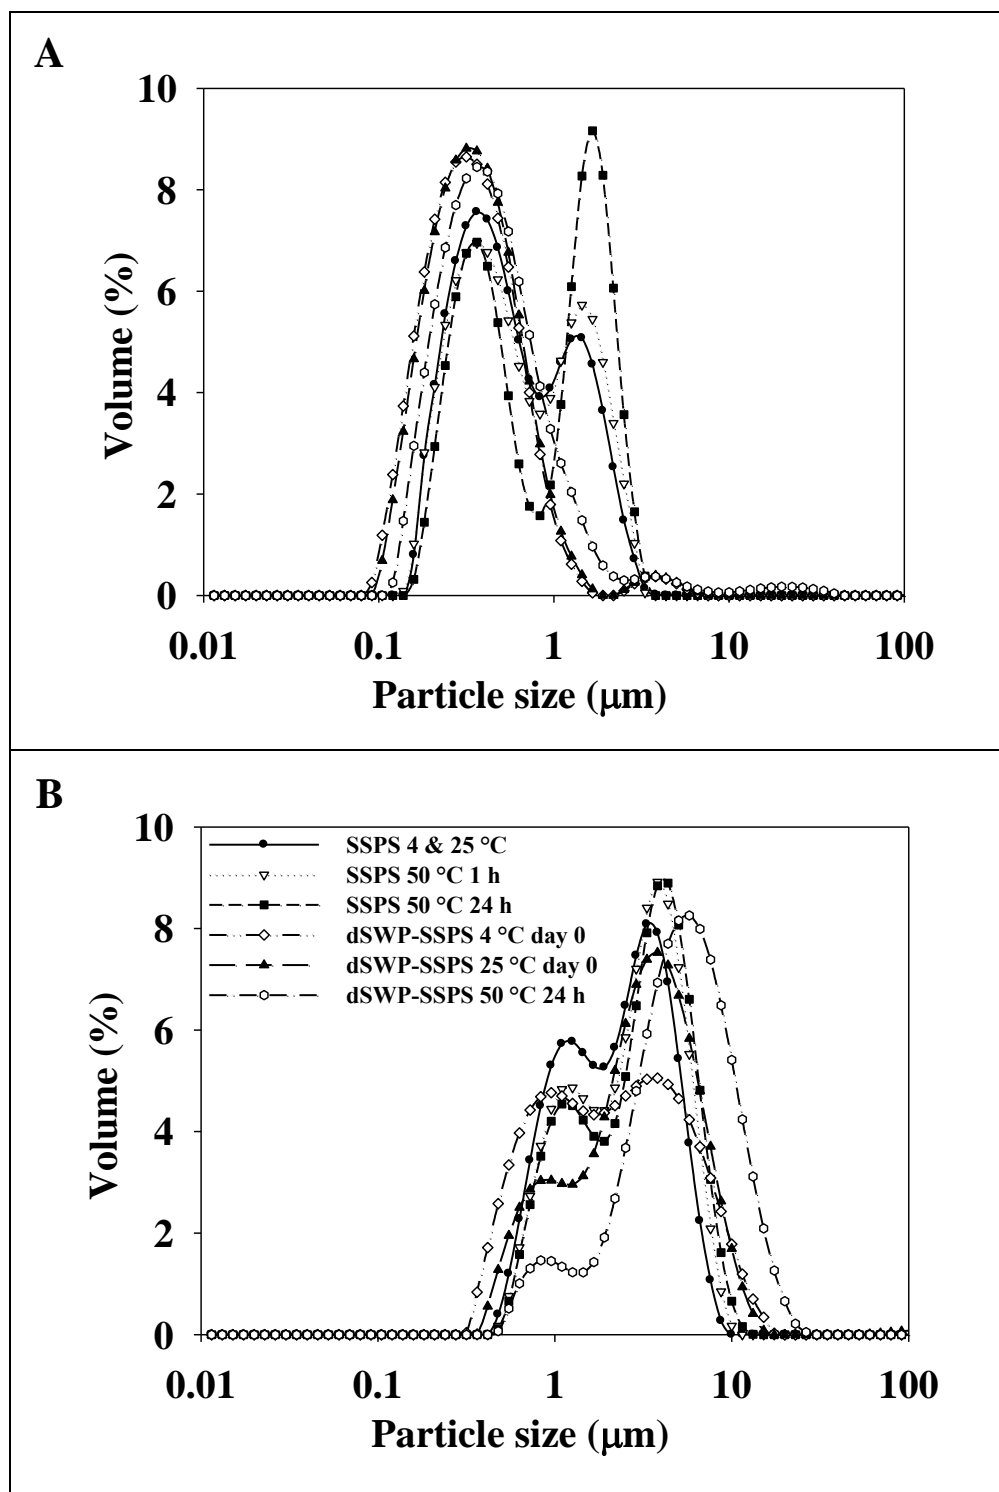 A
10
8
6
4
2
0
Volume (%)
0.01 0.1 1 10 100
Particle size (μm)
B
10
8
6
4
2
0
Volume (%)
SSPS 4 & 25 °C
SSPS 50 °C 1 h
SSPS 50 °C 24 h
dSWP-SSPS 4 °C day 0
dSWP-SSPS 25 °C day 0
dSWP-SSPS 50 °C 24 h
0.01 0.1 1 10 100
Particle size (μm)